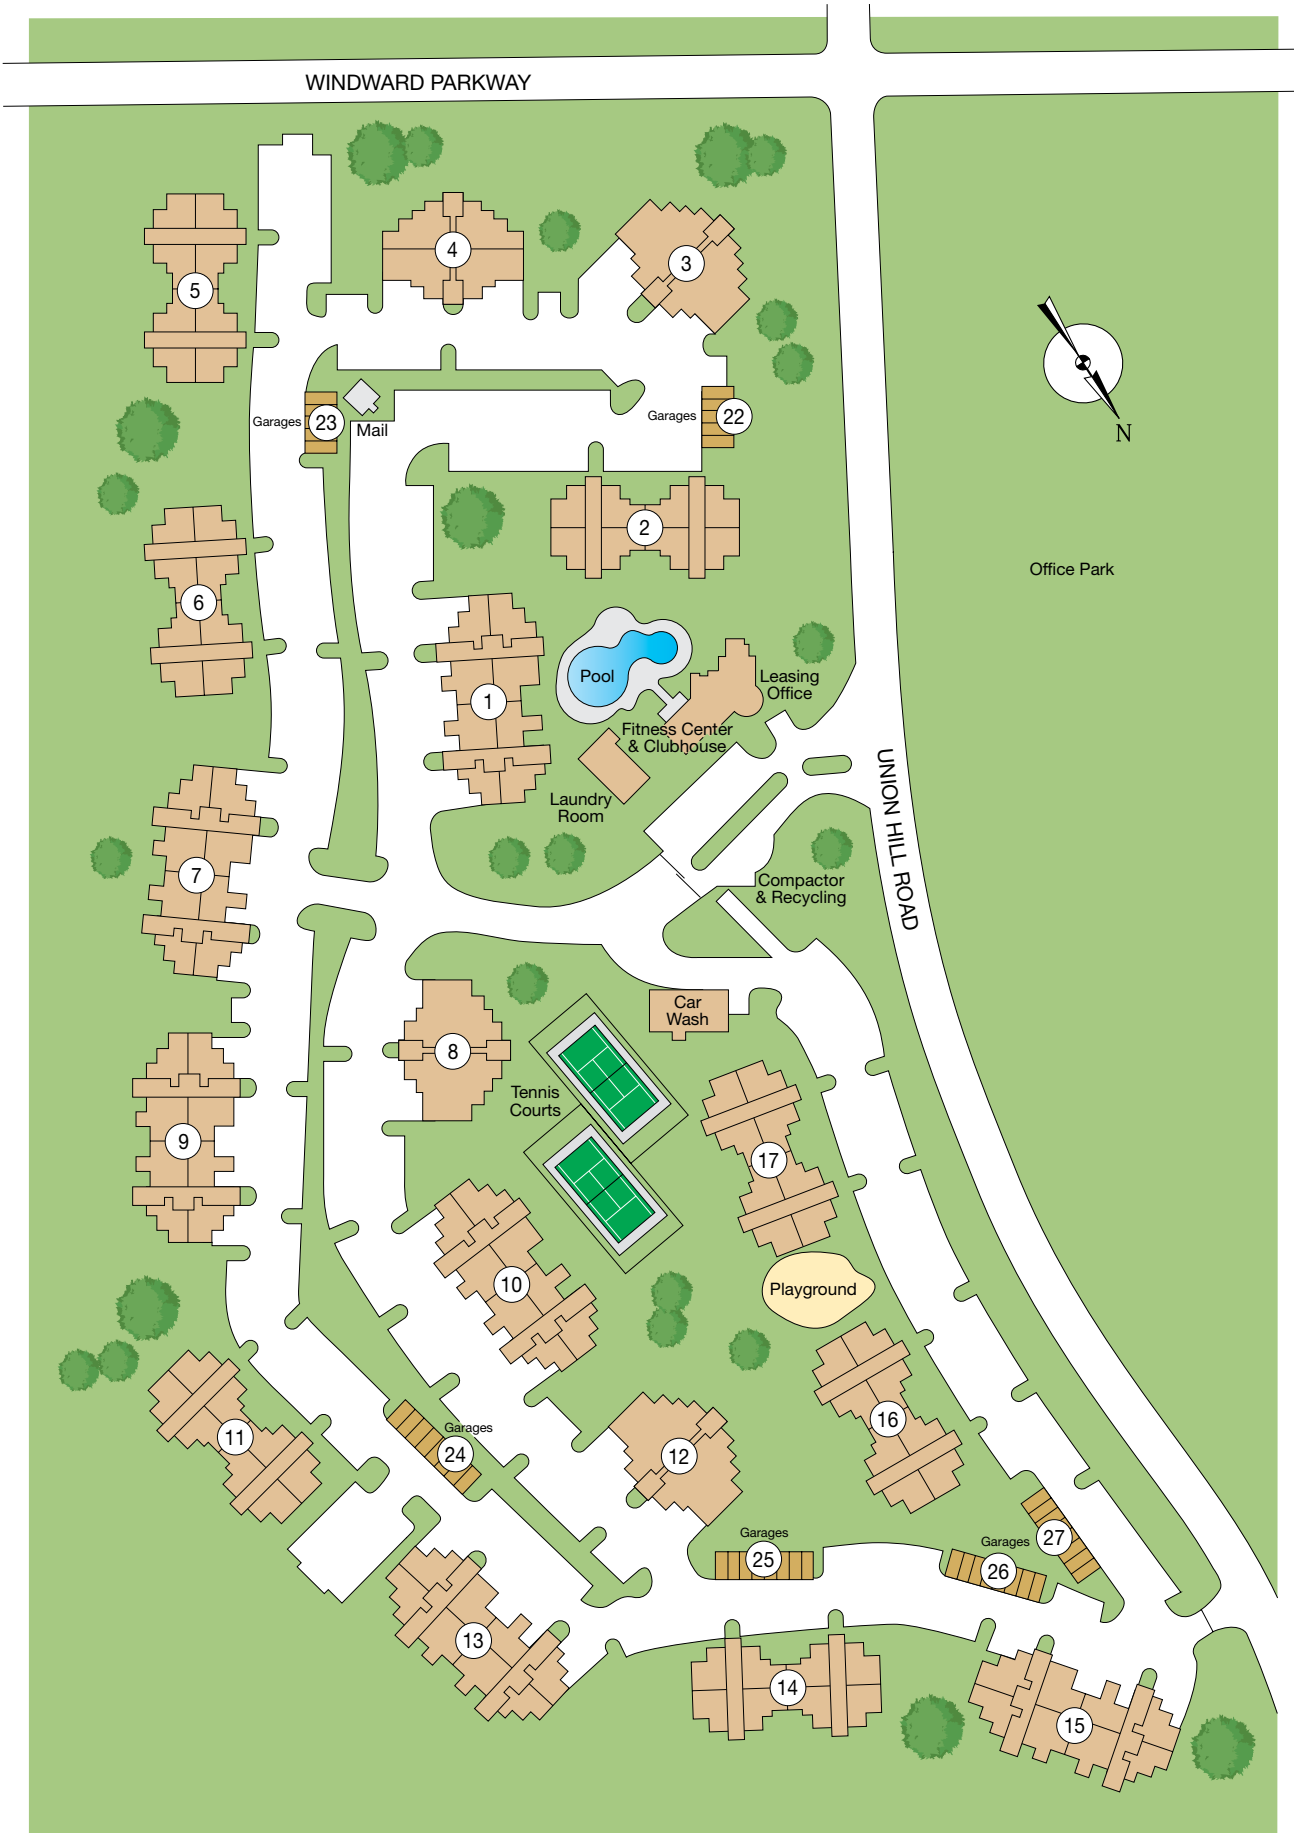 WINDWARD PARKWAY
4
3
5
N
Garages
23
Mail
Garages
22
2
Office Park
6
Pool
Leasing
Office
1
Fitness Center
& Clubhouse
Laundry
Room
UNION HILL ROAD
7
Compactor
& Recycling
Car
Wash
8
Tennis
Courts
9
17
10
Playground
11
16
Garages
24
12
Garages
25
Garages
26
27
13
14
15